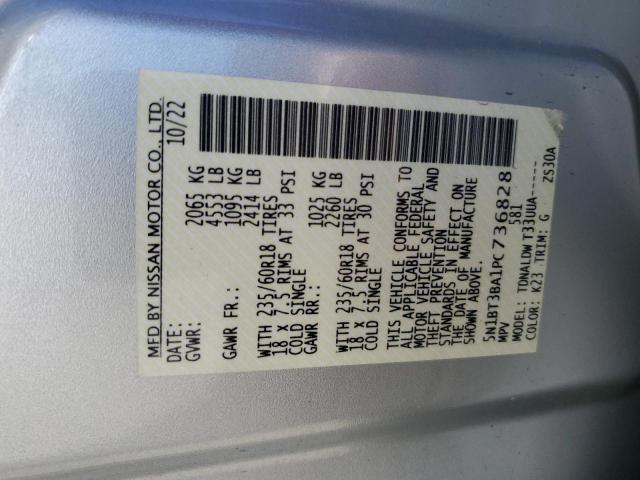 MFD BY NISSAN MOTOR CO., LTD.
DATE: 10/22
GVWR: 2065 KG
4553 LB
GAWR FR: 1095 KG
2414 LB
WITH 235/60R18 TIRES
18 X 7.5 RIMS AT 33 PSI
COLD SINGLE
GAWR RR: 1025 KG
2260 LB
WITH 235/60R18 TIRES
18 X 7.5 RIMS AT 30 PSI
COLD SINGLE
THIS VEHICLE CONFORMS TO
ALL APPLICABLE FEDERAL
MOTOR VEHICLE SAFETY AND
THEFT PREVENTION
STANDARDS IN EFFECT ON
THE DATE OF MANUFACTURE
SHOWN ABOVE.
5N1BT3BA1PC736828
MPV 581
MODEL: TDNALDW T33UUA------
COLOR: K23 TRIM: G ZS30A